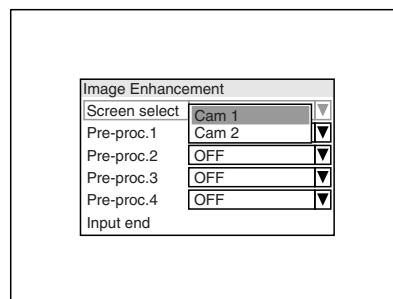 Image Enhancement
Screen select Cam 1
Pre-proc.1 Cam 2
Pre-proc.2 OFF
Pre-proc.3 OFF
Pre-proc.4 OFF
Input end